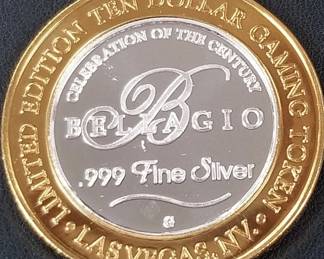 LIMITED EDITION TEN DOLLAR GAMING TOKEN
CELEBRATION OF THE CENTURY
B
BELLAGIO
.999 Fine Silver
G
• LAS VEGAS, NV. •